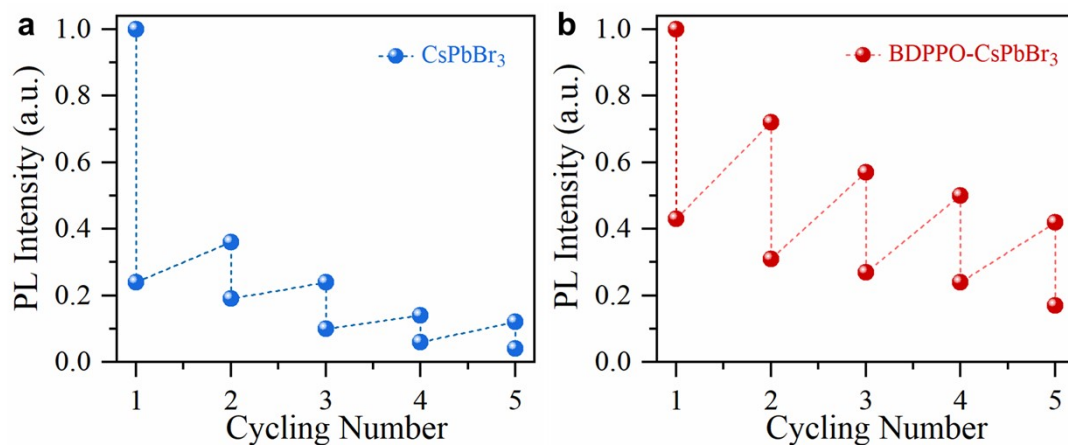 a
1.0
0.8
0.6
0.4
0.2
0.0
PL Intensity (a.u.)
CsPbBr₃
1 2 3 4 5
Cycling Number
b
1.0
0.8
0.6
0.4
0.2
0.0
PL Intensity (a.u.)
BDPPO-CsPbBr₃
1 2 3 4 5
Cycling Number